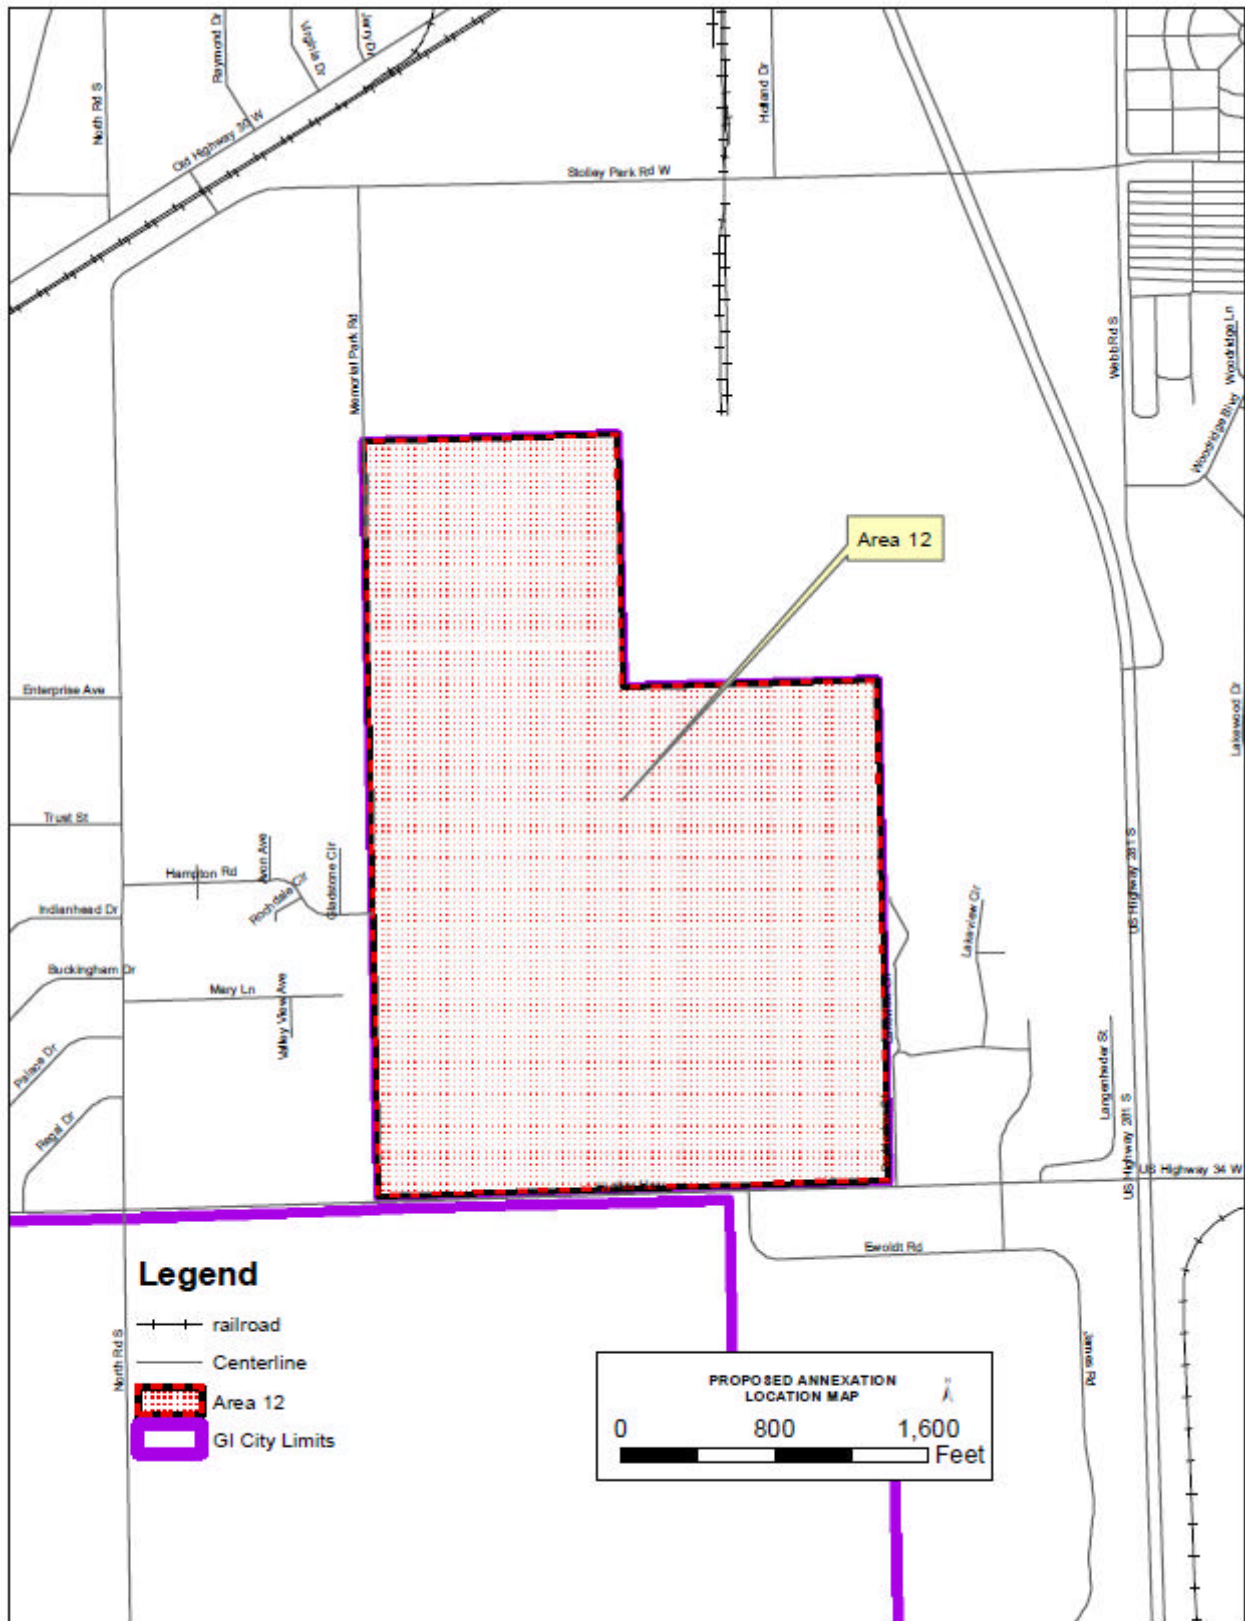 Raymond Dr
Virginia Dr
Jerry Dr
North Rd S
Old Highway 30 W
Holland Dr
Stolley Park Rd W
Memorial Park Rd
Webb Rd S
Woodridge Ln
Woodridge Blvd
Area 12
Enterprise Ave
Lakewood Dr
Trust St
US Highway 281 S
Hampton Rd
Avon Ave
Gladstone Cir
Rochdale Cir
Indianhead Dr
Lakeview Cir
Buckingham Dr
Mary Ln
Valley View Ave
Palace Dr
Regal Dr
Langenheder St
US Highway 281 S
US Highway 34 W
Ewoldt Rd
James Rd
North Rd S
Legend
railroad
Centerline
Area 12
GI City Limits
PROPOSED ANNEXATION
LOCATION MAP
N
0 800 1,600
Feet